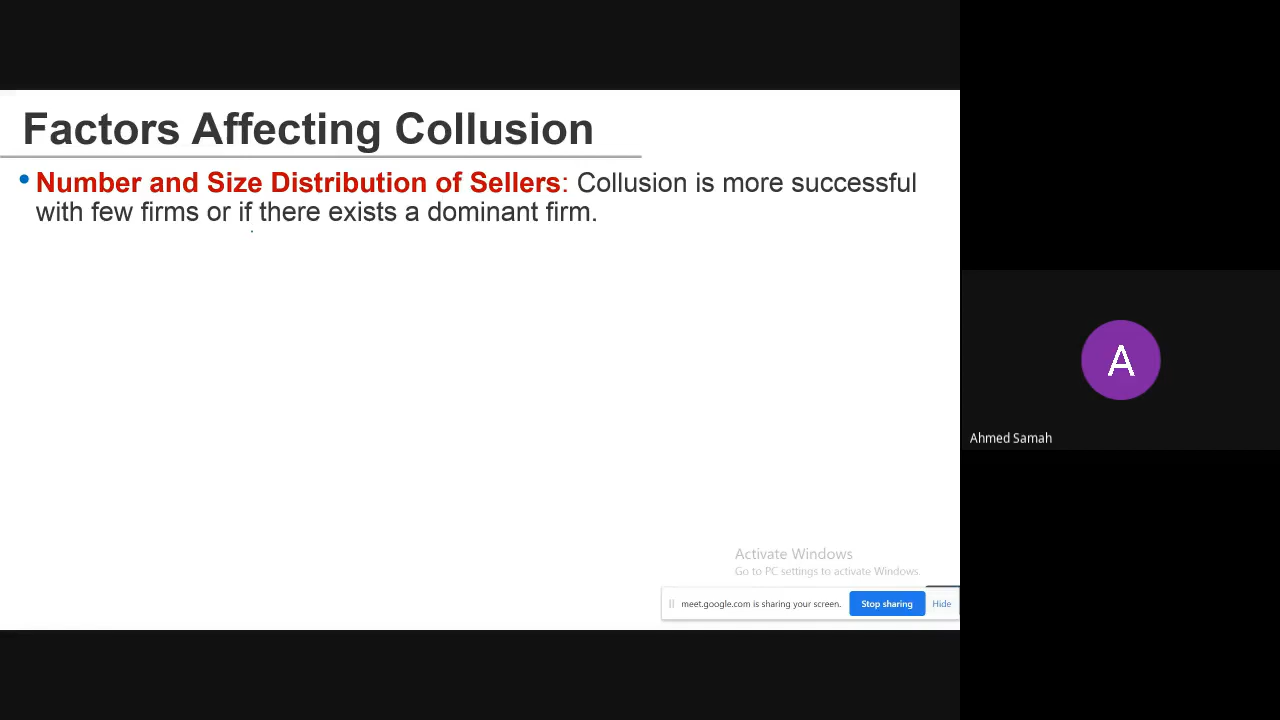 Factors Affecting Collusion
• Number and Size Distribution of Sellers: Collusion is more successful
with few firms or if there exists a dominant firm.
A
Ahmed Samah
Activate Windows
Go to PC settings to activate Windows.
meet.google.com is sharing your screen. Stop sharing Hide